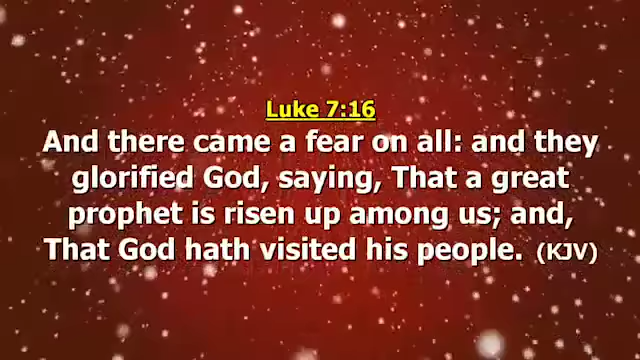 Luke 7:16
And there came a fear on all: and they
glorified God, saying, That a great
prophet is risen up among us; and,
That God hath visited his people. (KJV)